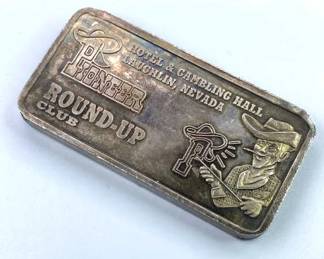 PIONEER
HOTEL & GAMBLING HALL
LAUGHLIN, NEVADA
ROUND-UP
CLUB
P